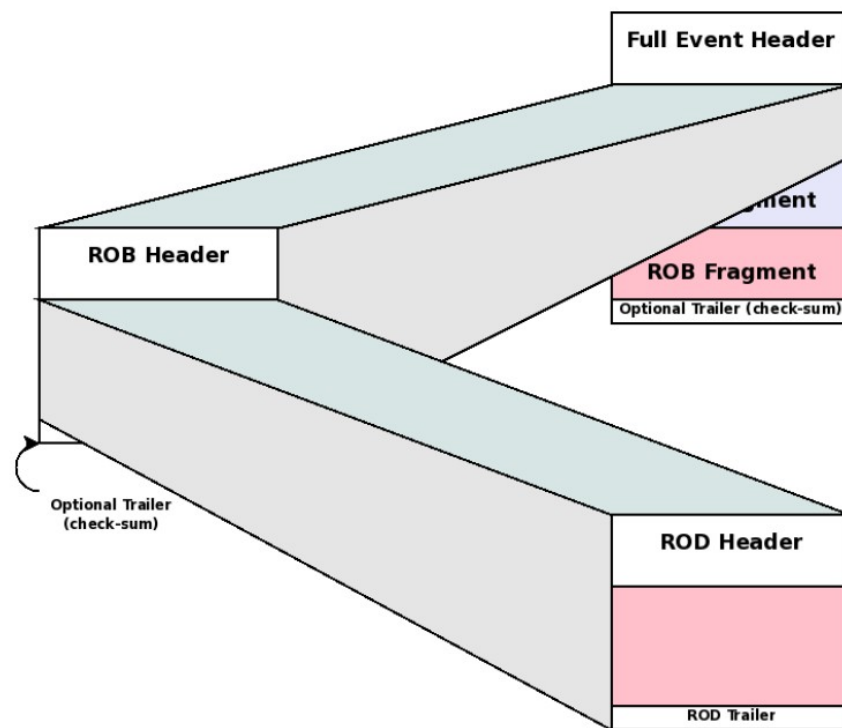 Full Event Header
ROB Header
ROB Fragment
Optional Trailer (check-sum)
Optional Trailer
(check-sum)
ROD Header
ROD Trailer